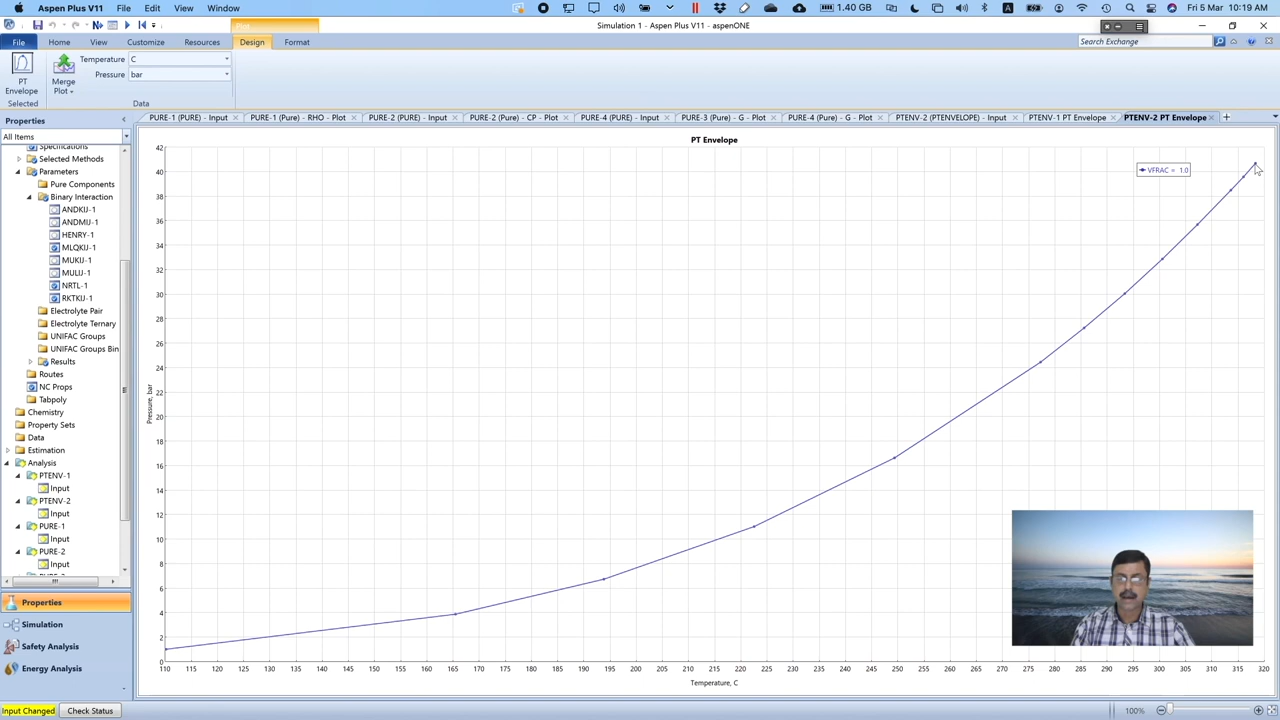 Aspen Plus V11 File Edit View Window 1.40 GB A Fri 5 Mar 10:19 AM
Simulation 1 - Aspen Plus V11 - aspenONE
Plot
File Home View Customize Resources Design Format Search Exchange
PT Envelope
Selected
Merge Plot
Temperature C
Pressure bar
Data
Properties
All Items
Specifications
Selected Methods
Parameters
Pure Components
Binary Interaction
ANDKIJ-1
ANDMIJ-1
HENRY-1
MLQKIJ-1
MUKIJ-1
MULIJ-1
NRTL-1
RKTKIJ-1
Electrolyte Pair
Electrolyte Ternary
UNIFAC Groups
UNIFAC Groups Bin
Results
Routes
NC Props
Tabpoly
Chemistry
Property Sets
Data
Estimation
Analysis
PTENV-1
Input
PTENV-2
Input
PURE-1
Input
PURE-2
Input
Properties
Simulation
Safety Analysis
Energy Analysis
PURE-1 (PURE) - Input PURE-1 (Pure) - RHO - Plot PURE-2 (PURE) - Input PURE-2 (Pure) - CP - Plot PURE-4 (PURE) - Input PURE-3 (Pure) - G - Plot PURE-4 (Pure) - G - Plot PTENV-2 (PTENVELOPE) - Input PTENV-1 PT Envelope PTENV-2 PT Envelope
PT Envelope
VFRAC = 1.0
42
40
38
36
34
32
30
28
26
24
22
20
18
16
14
12
10
8
6
4
2
0
Pressure, bar
110 115 120 125 130 135 140 145 150 155 160 165 170 175 180 185 190 195 200 205 210 215 220 225 230 235 240 245 250 255 260 265 270 275 280 285 290 295 300 305 310 315 320
Temperature, C
Input Changed Check Status 100%